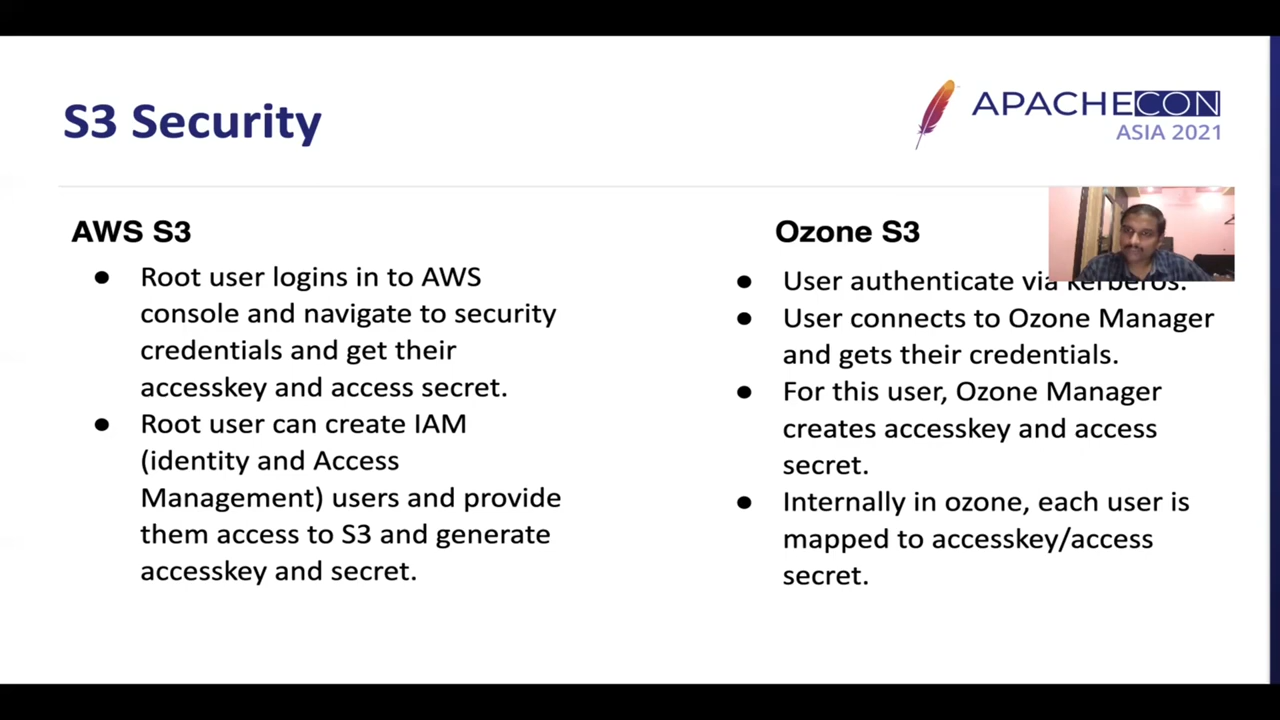 S3 Security
APACHECON
ASIA 2021
AWS S3
● Root user logins in to AWS
console and navigate to security
credentials and get their
accesskey and access secret.
● Root user can create IAM
(identity and Access
Management) users and provide
them access to S3 and generate
accesskey and secret.
Ozone S3
● User authenticate via kerberos.
● User connects to Ozone Manager
and gets their credentials.
● For this user, Ozone Manager
creates accesskey and access
secret.
● Internally in ozone, each user is
mapped to accesskey/access
secret.